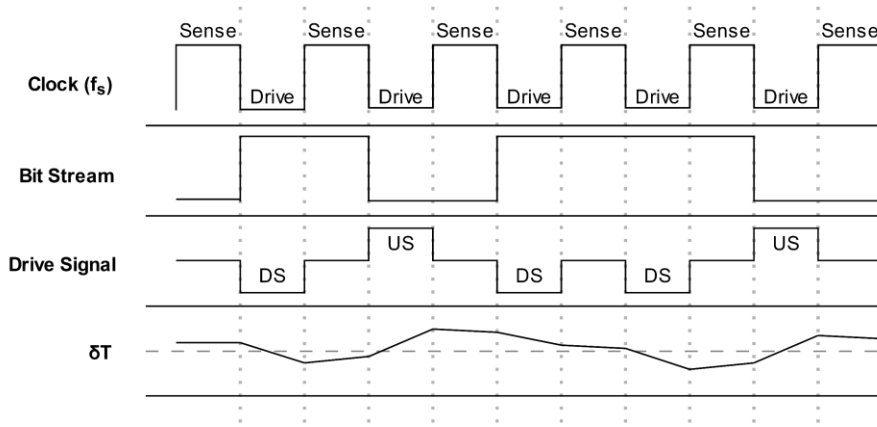 Sense Sense Sense Sense Sense Sense
Clock (fs)
Drive Drive Drive Drive Drive
Bit Stream
US US
Drive Signal
DS DS DS
δT